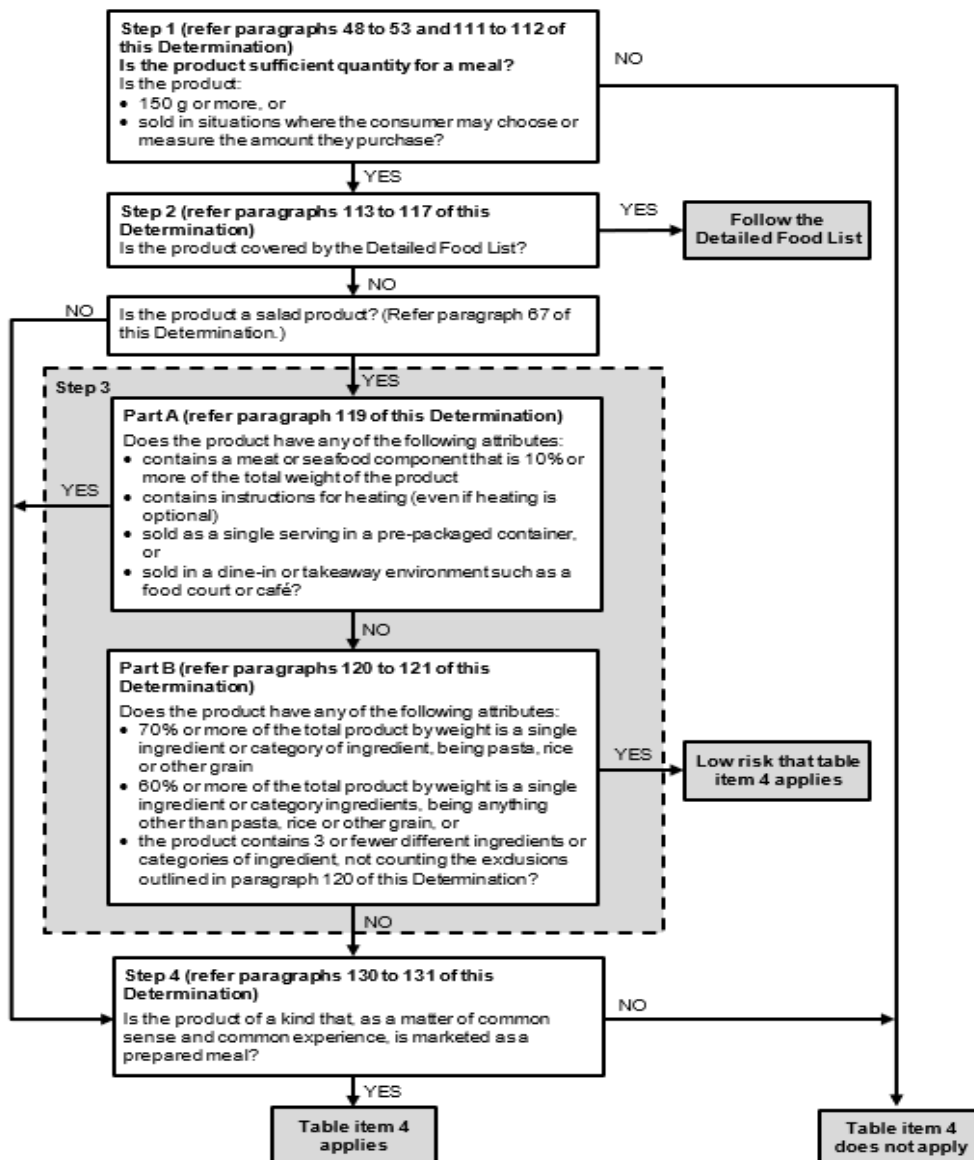 Step 1 (refer paragraphs 48 to 53 and 111 to 112 of
this Determination)
Is the product sufficient quantity for a meal?
Is the product:
• 150 g or more, or
• sold in situations where the consumer may choose or
measure the amount they purchase?
NO
YES
Step 2 (refer paragraphs 113 to 117 of this
Determination)
Is the product covered by the Detailed Food List?
YES
Follow the
Detailed Food List
NO
NO
Is the product a salad product? (Refer paragraph 67 of
this Determination.)
YES
Step 3
Part A (refer paragraph 119 of this Determination)
Does the product have any of the following attributes:
• contains a meat or seafood component that is 10% or
more of the total weight of the product
• contains instructions for heating (even if heating is
optional)
• sold as a single serving in a pre-packaged container,
or
• sold in a dine-in or takeaway environment such as a
food court or café?
YES
NO
Part B (refer paragraphs 120 to 121 of this
Determination)
Does the product have any of the following attributes:
• 70% or more of the total product by weight is a single
ingredient or category of ingredient, being pasta, rice
or other grain
• 60% or more of the total product by weight is a single
ingredient or category ingredients, being anything
other than pasta, rice or other grain, or
• the product contains 3 or fewer different ingredients or
categories of ingredient, not counting the exclusions
outlined in paragraph 120 of this Determination?
YES
Low risk that table
item 4 applies
NO
Step 4 (refer paragraphs 130 to 131 of this
Determination)
Is the product of a kind that, as a matter of common
sense and common experience, is marketed as a
prepared meal?
NO
YES
Table item 4
applies
Table item 4
does not apply